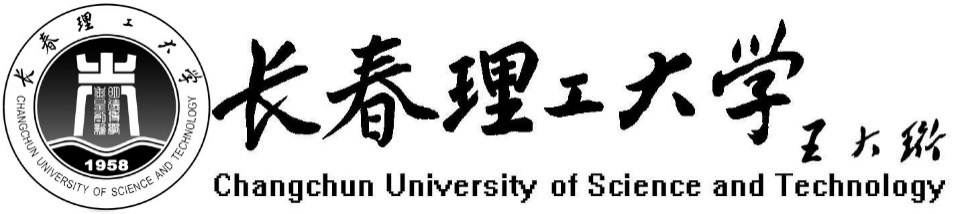 长春理工大学
CHANGCHUN UNIVERSITY OF SCIENCE AND TECHNOLOGY
1958
长春理工大学
王大珩
Changchun University of Science and Technology